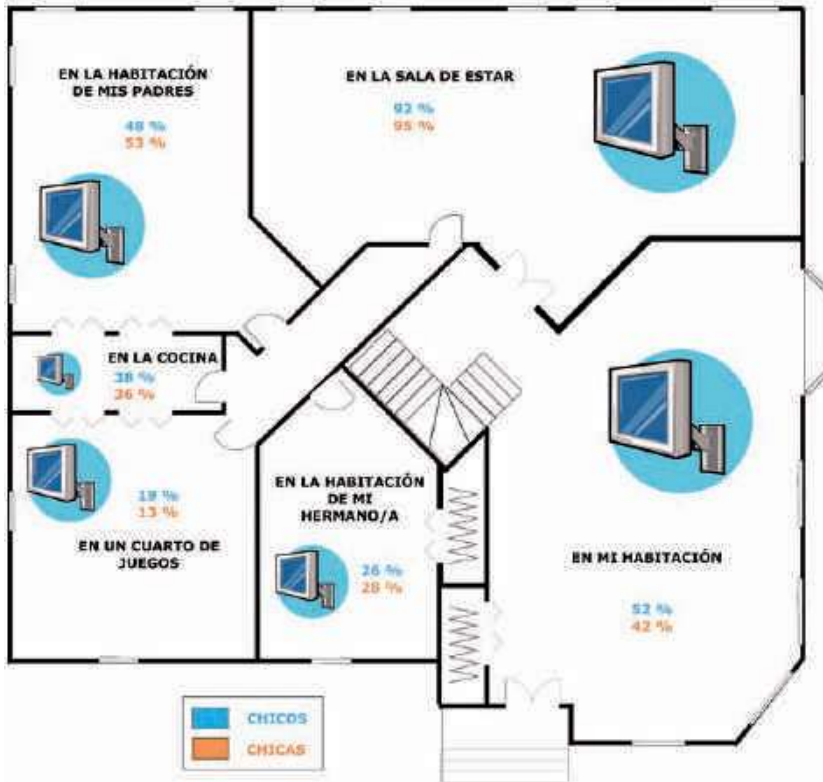 EN LA HABITACIÓN
DE MIS PADRES
48 %
53 %
EN LA SALA DE ESTAR
92 %
95 %
EN LA COCINA
38 %
36 %
19 %
13 %
EN UN CUARTO DE
JUEGOS
EN LA HABITACIÓN
DE MI
HERMANO/A
26 %
28 %
EN MI HABITACIÓN
52 %
42 %
CHICOS
CHICAS